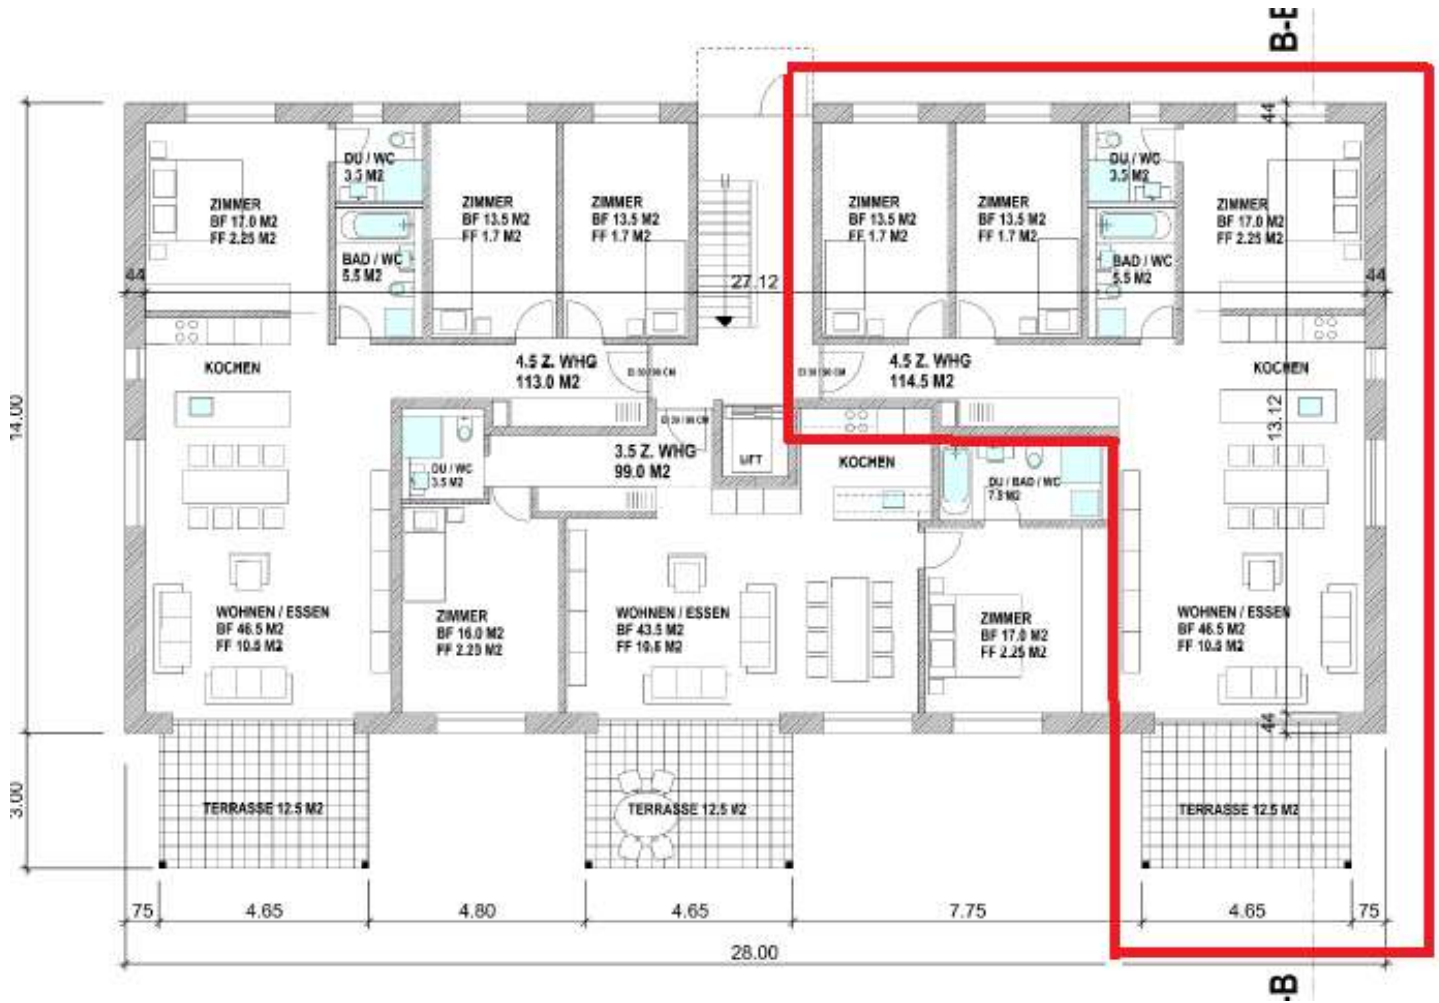 B-B
44
DU / WC
3.5 M2
ZIMMER
BF 17.0 M2
FF 2.25 M2
ZIMMER
BF 13.5 M2
FF 1.7 M2
ZIMMER
BF 13.5 M2
FF 1.7 M2
ZIMMER
BF 13.5 M2
FF 1.7 M2
ZIMMER
BF 13.5 M2
FF 1.7 M2
DU / WC
3.5 M2
ZIMMER
BF 17.0 M2
FF 2.25 M2
BAD / WC
5.5 M2
BAD / WC
5.5 M2
44
27.12
44
KOCHEN
4.5 Z. WHG
113.0 M2
4.5 Z. WHG
114.5 M2
KOCHEN
14.00
13.12
3.5 Z. WHG
99.0 M2
LIFT
KOCHEN
DU / WC
3.5 M2
DU / BAD / WC
7.5 M2
WOHNEN / ESSEN
BF 46.5 M2
FF 10.6 M2
ZIMMER
BF 16.0 M2
FF 2.25 M2
WOHNEN / ESSEN
BF 43.5 M2
FF 10.6 M2
ZIMMER
BF 17.0 M2
FF 2.25 M2
WOHNEN / ESSEN
BF 46.5 M2
FF 10.6 M2
44
3.00
TERRASSE 12.5 M2
TERRASSE 12.5 M2
TERRASSE 12.5 M2
75
4.65
4.80
4.65
7.75
4.65
75
28.00
-B